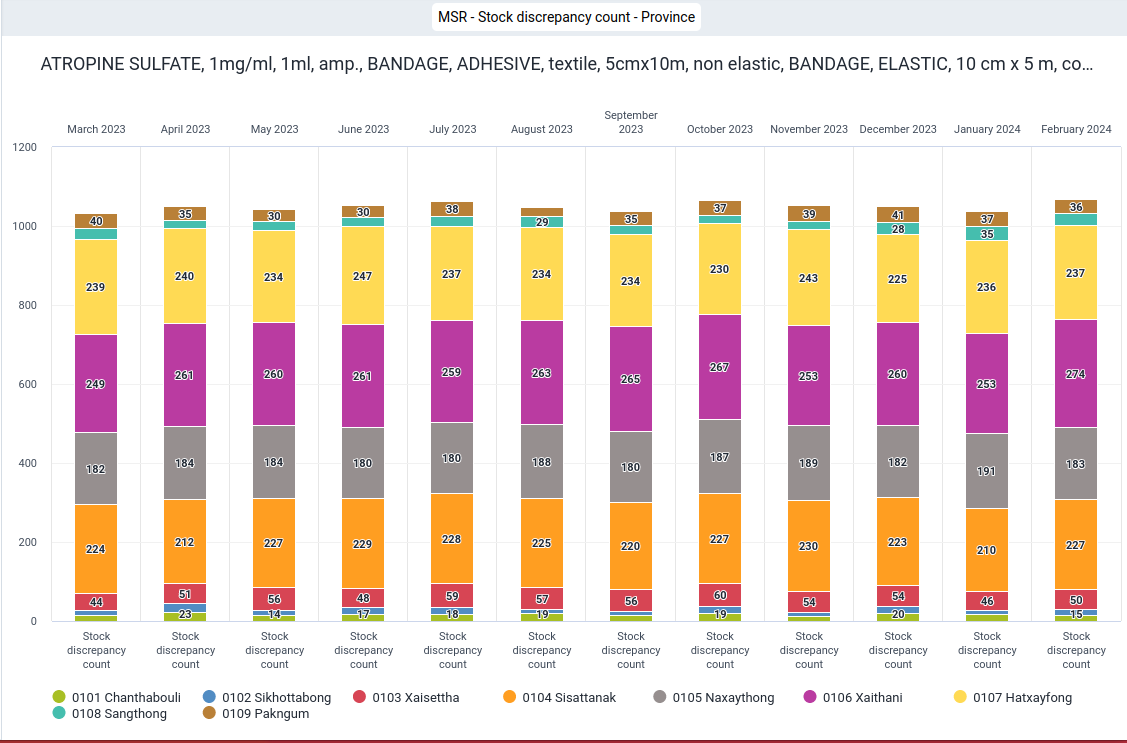 MSR - Stock discrepancy count - Province
ATROPINE SULFATE, 1mg/ml, 1ml, amp., BANDAGE, ADHESIVE, textile, 5cmx10m, non elastic, BANDAGE, ELASTIC, 10 cm x 5 m, co...
March 2023 April 2023 May 2023 June 2023 July 2023 August 2023 September 2023 October 2023 November 2023 December 2023 January 2024 February 2024
1200
1000
800
600
400
200
0
40 35 30 30 38 35 37 39 41 37 36
29 28 35
239 240 234 247 237 234 234 230 243 225 236 237
249 261 260 261 259 263 265 267 253 260 253 274
182 184 184 180 180 188 180 187 189 182 191 183
224 212 227 229 228 225 220 227 230 223 210 227
44 51 56 48 59 57 56 60 54 54 46 50
23 14 17 18 19 19 20 15
Stock Stock Stock Stock Stock Stock Stock Stock Stock Stock Stock Stock
discrepancy discrepancy discrepancy discrepancy discrepancy discrepancy discrepancy discrepancy discrepancy discrepancy discrepancy discrepancy
count count count count count count count count count count count count
0101 Chanthabouli 0102 Sikhottabong 0103 Xaisettha 0104 Sisattanak 0105 Naxaythong 0106 Xaithani 0107 Hatxayfong
0108 Sangthong 0109 Pakngum